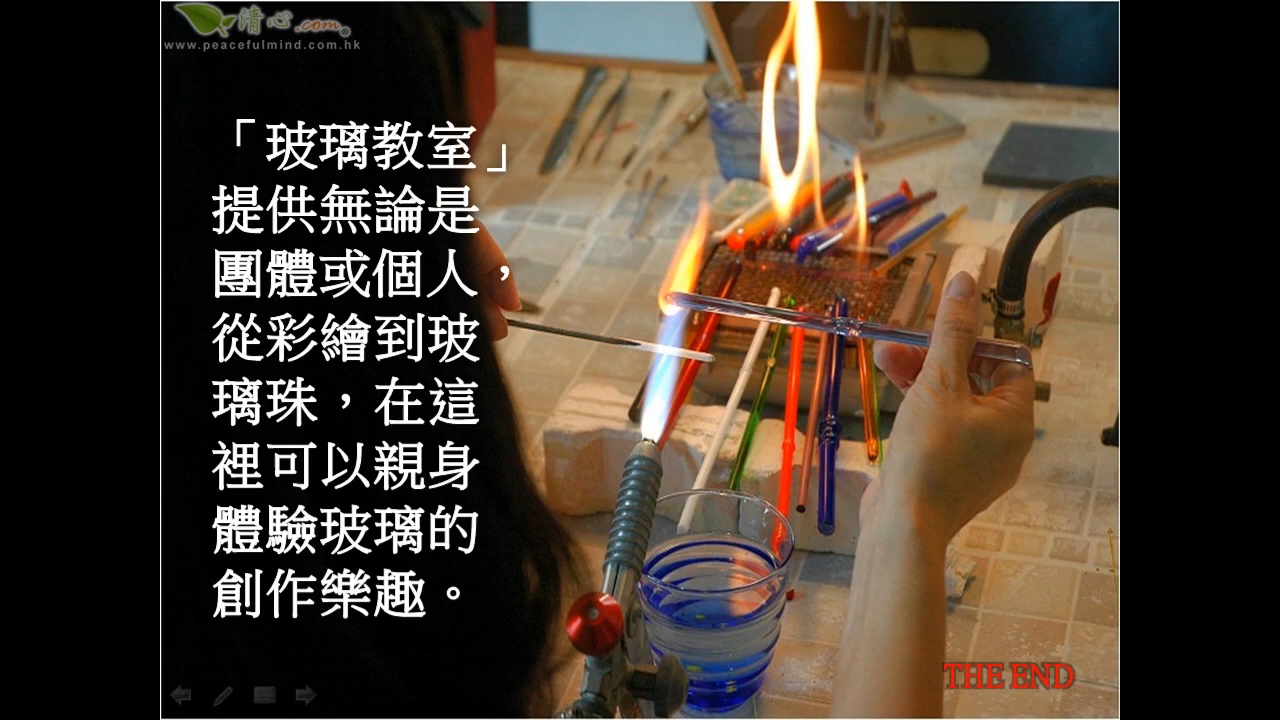 清心.com
www.peacefulmind.com.hk
「玻璃教室」
提供無論是
團體或個人，
從彩繪到玻
璃珠，在這
裡可以親身
體驗玻璃的
創作樂趣。
THE END